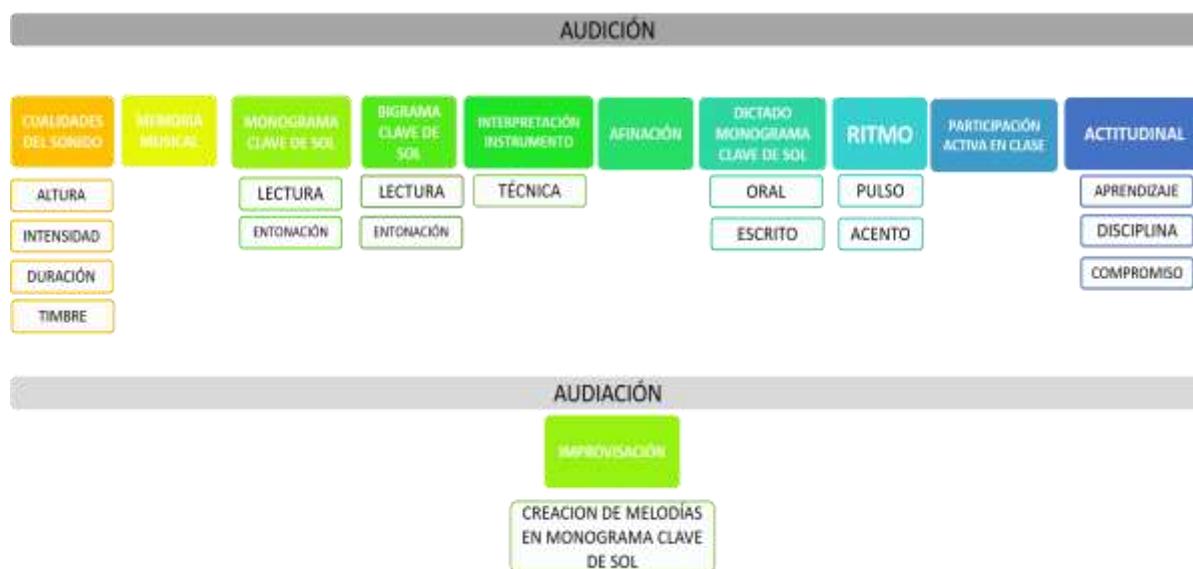 AUDICIÓN
CUALIDADES
DEL SONIDO
MEMORIA
MUSICAL
MONOGRAMA
CLAVE DE SOL
BIGRAMA
CLAVE DE
SOL
INTERPRETACIÓN
INSTRUMENTO
AFINACIÓN
DICTADO
MONOGRAMA
CLAVE DE SOL
RITMO
PARTICIPACIÓN
ACTIVA EN CLASE
ACTITUDINAL
ALTURA
INTENSIDAD
DURACIÓN
TIMBRE
LECTURA
ENTONACIÓN
LECTURA
ENTONACIÓN
TÉCNICA
ORAL
ESCRITO
PULSO
ACENTO
APRENDIZAJE
DISCIPLINA
COMPROMISO
AUDIACIÓN
IMPROVISACIÓN
CREACION DE MELODÍAS
EN MONOGRAMA CLAVE
DE SOL